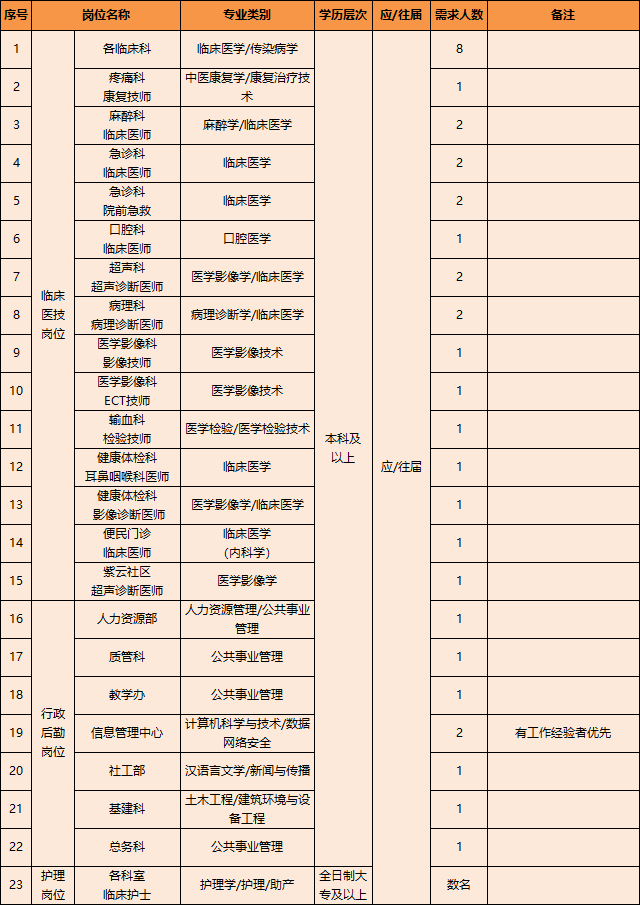 序号 岗位名称 专业类别 学历层次 应/往届 需求人数 备注
临床
医技
岗位
本科及
以上
应/往届
1 各临床科 临床医学/传染病学 8
2 疼痛科
康复技师 中医康复学/康复治疗技
术 1
3 麻醉科
临床医师 麻醉学/临床医学 2
4 急诊科
临床医师 临床医学 2
5 急诊科
院前急救 临床医学 2
6 口腔科
临床医师 口腔医学 1
7 超声科
超声诊断医师 医学影像学/临床医学 2
8 病理科
病理诊断医师 病理诊断学/临床医学 2
9 医学影像科
影像技师 医学影像技术 1
10 医学影像科
ECT技师 医学影像技术 1
11 输血科
检验技师 医学检验/医学检验技术 1
12 健康体检科
耳鼻咽喉科医师 临床医学 1
13 健康体检科
影像诊断医师 医学影像学/临床医学 1
14 便民门诊
临床医师 临床医学
（内科学） 1
15 紫云社区
超声诊断医师 医学影像学 1
行政
后勤
岗位
16 人力资源部 人力资源管理/公共事业
管理 1
17 质管科 公共事业管理 1
18 教学办 公共事业管理 1
19 信息管理中心 计算机科学与技术/数据
网络安全 2 有工作经验者优先
20 社工部 汉语言文学/新闻与传播 1
21 基建科 土木工程/建筑环境与设
备工程 1
22 总务科 公共事业管理 1
23 护理
岗位 各科室
临床护士 护理学/护理/助产 全日制大
专及以上 数名